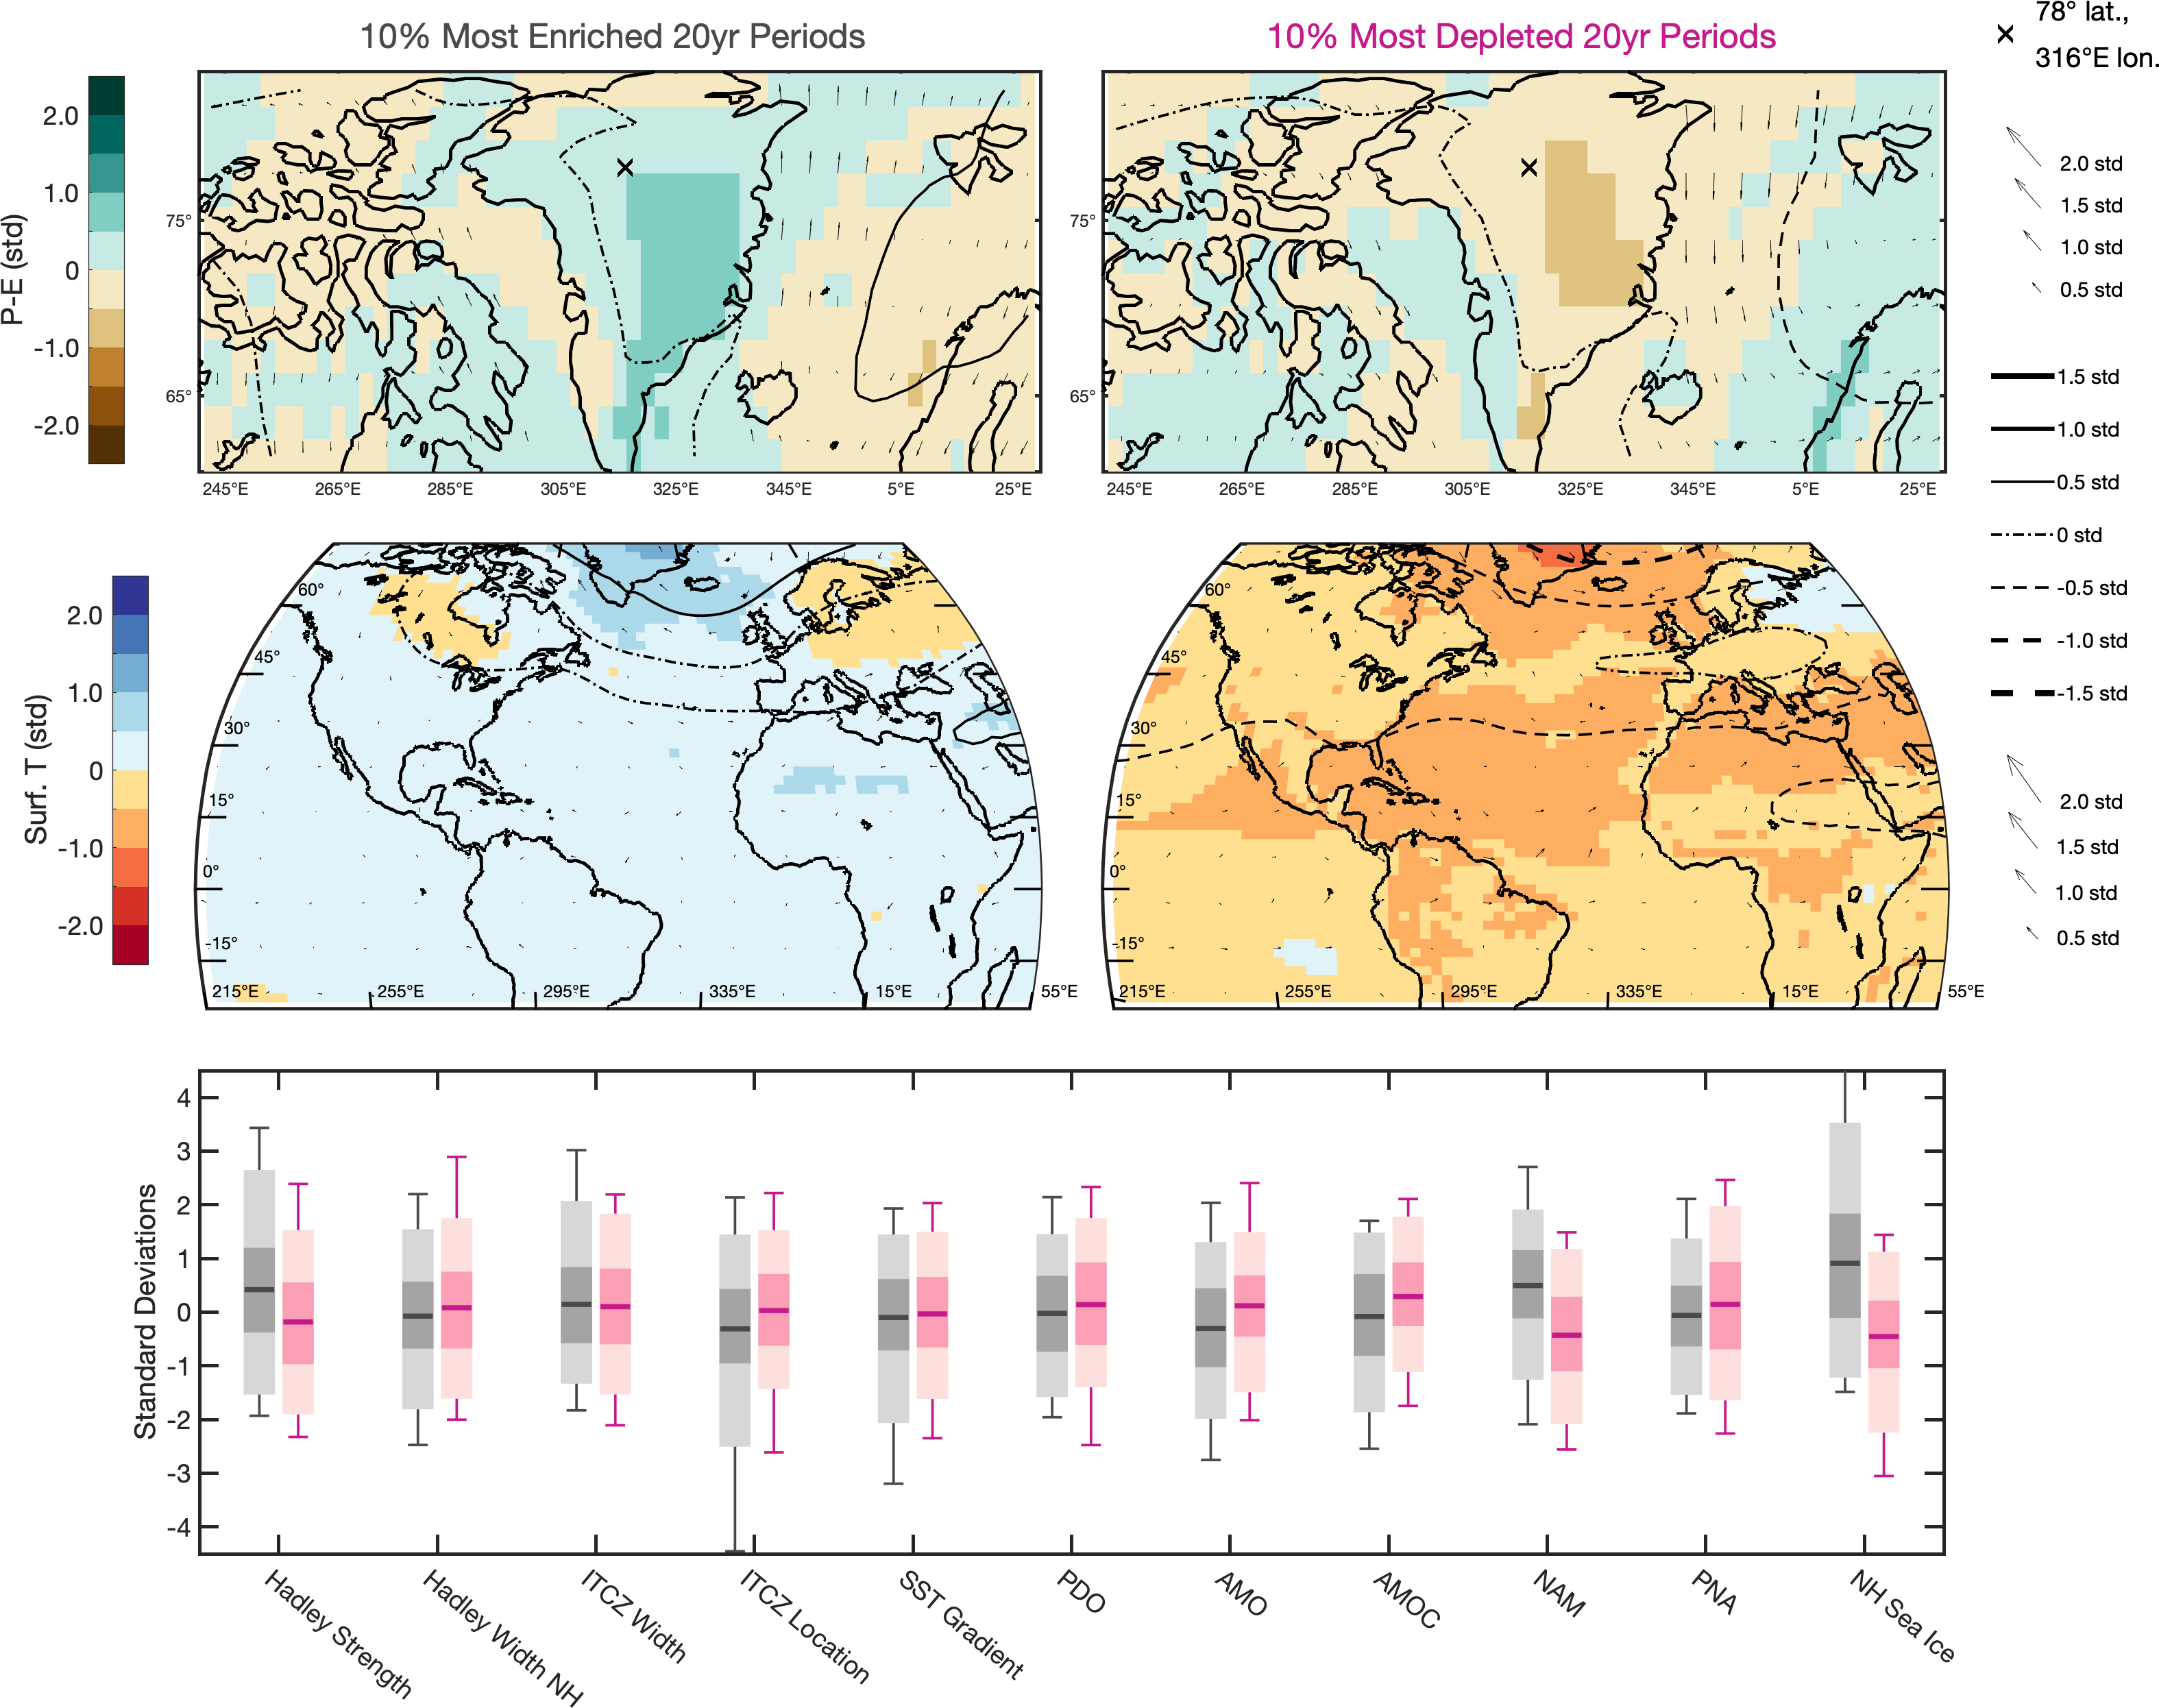 10% Most Enriched 20yr Periods
10% Most Depleted 20yr Periods
78° lat.,
316°E lon.
P-E (std)
2.0
1.0
0
-1.0
-2.0
75°
65°
245°E 265°E 285°E 305°E 325°E 345°E 5°E 25°E
75°
65°
245°E 265°E 285°E 305°E 325°E 345°E 5°E 25°E
2.0 std
1.5 std
1.0 std
0.5 std
1.5 std
1.0 std
0.5 std
0 std
-0.5 std
-1.0 std
-1.5 std
Surf. T (std)
2.0
1.0
0
-1.0
-2.0
60°
45°
30°
15°
0°
-15°
215°E 255°E 295°E 335°E 15°E 55°E
60°
45°
30°
15°
0°
-15°
215°E 255°E 295°E 335°E 15°E 55°E
2.0 std
1.5 std
1.0 std
0.5 std
Standard Deviations
4
3
2
1
0
-1
-2
-3
-4
Hadley Strength
Hadley Width NH
ITCZ Width
ITCZ Location
SST Gradient
PDO
AMO
AMOC
NAM
PNA
NH Sea Ice